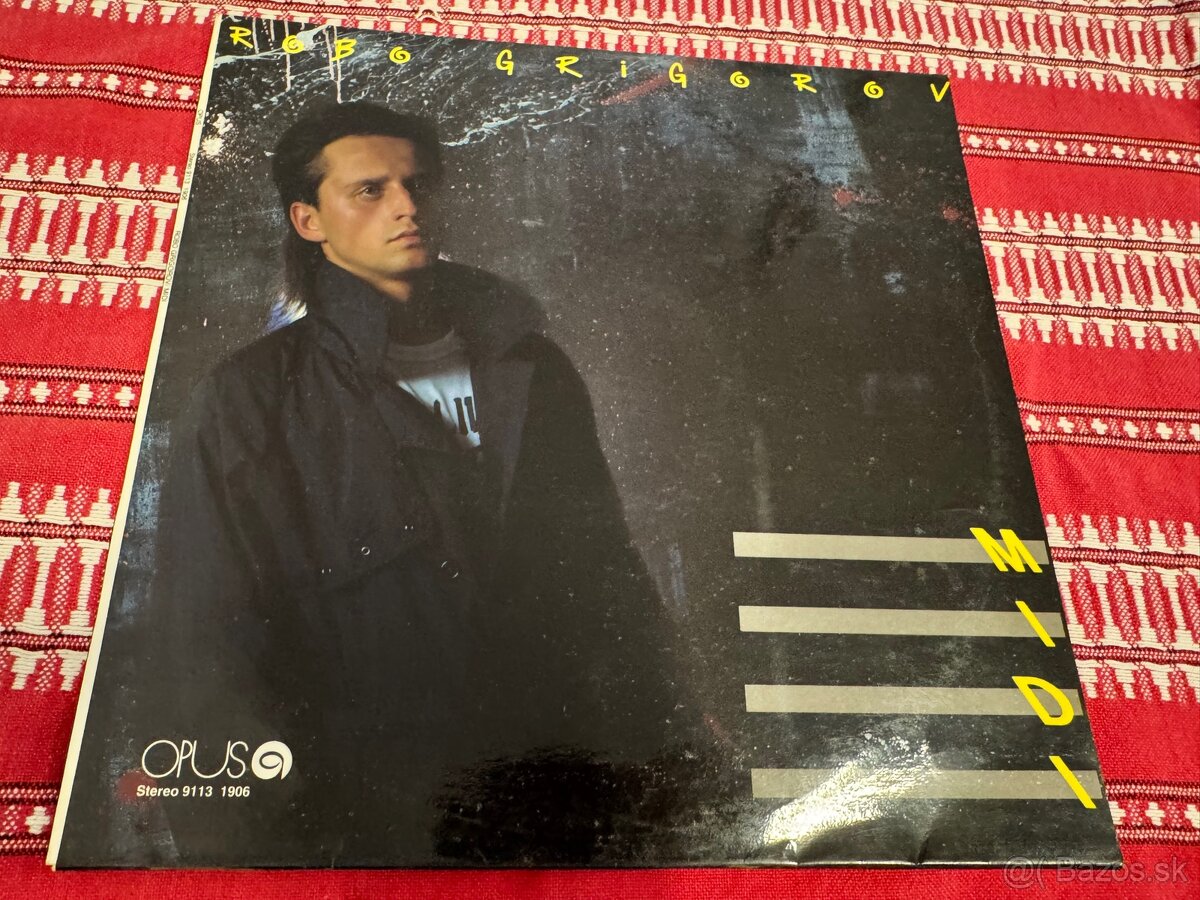 ROBO GRiGOROV
MIDI
OPUS
Stereo 9113 1906
@( Bazos.sk